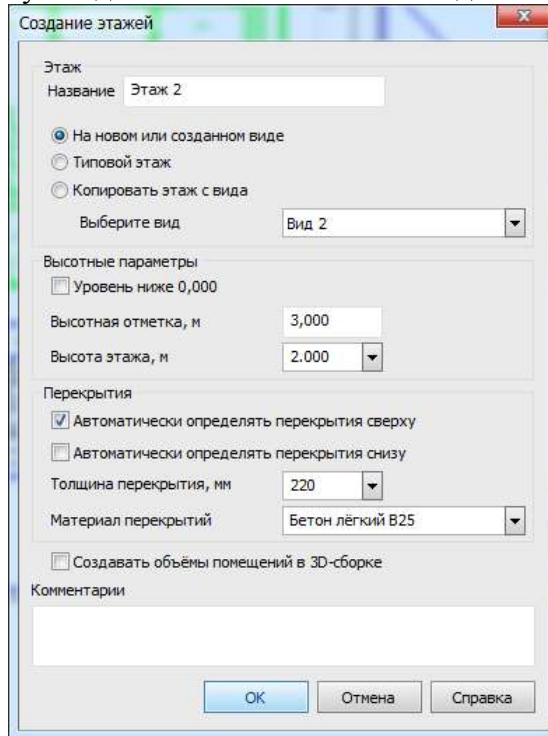 Создание этажей
Этаж
Название Этаж 2
На новом или созданном виде
Типовой этаж
Копировать этаж с вида
Выберите вид Вид 2
Высотные параметры
Уровень ниже 0,000
Высотная отметка, м 3,000
Высота этажа, м 2.000
Перекрытия
Автоматически определять перекрытия сверху
Автоматически определять перекрытия снизу
Толщина перекрытия, мм 220
Материал перекрытий Бетон лёгкий В25
Создавать объёмы помещений в 3D-сборке
Комментарии
ОК Отмена Справка